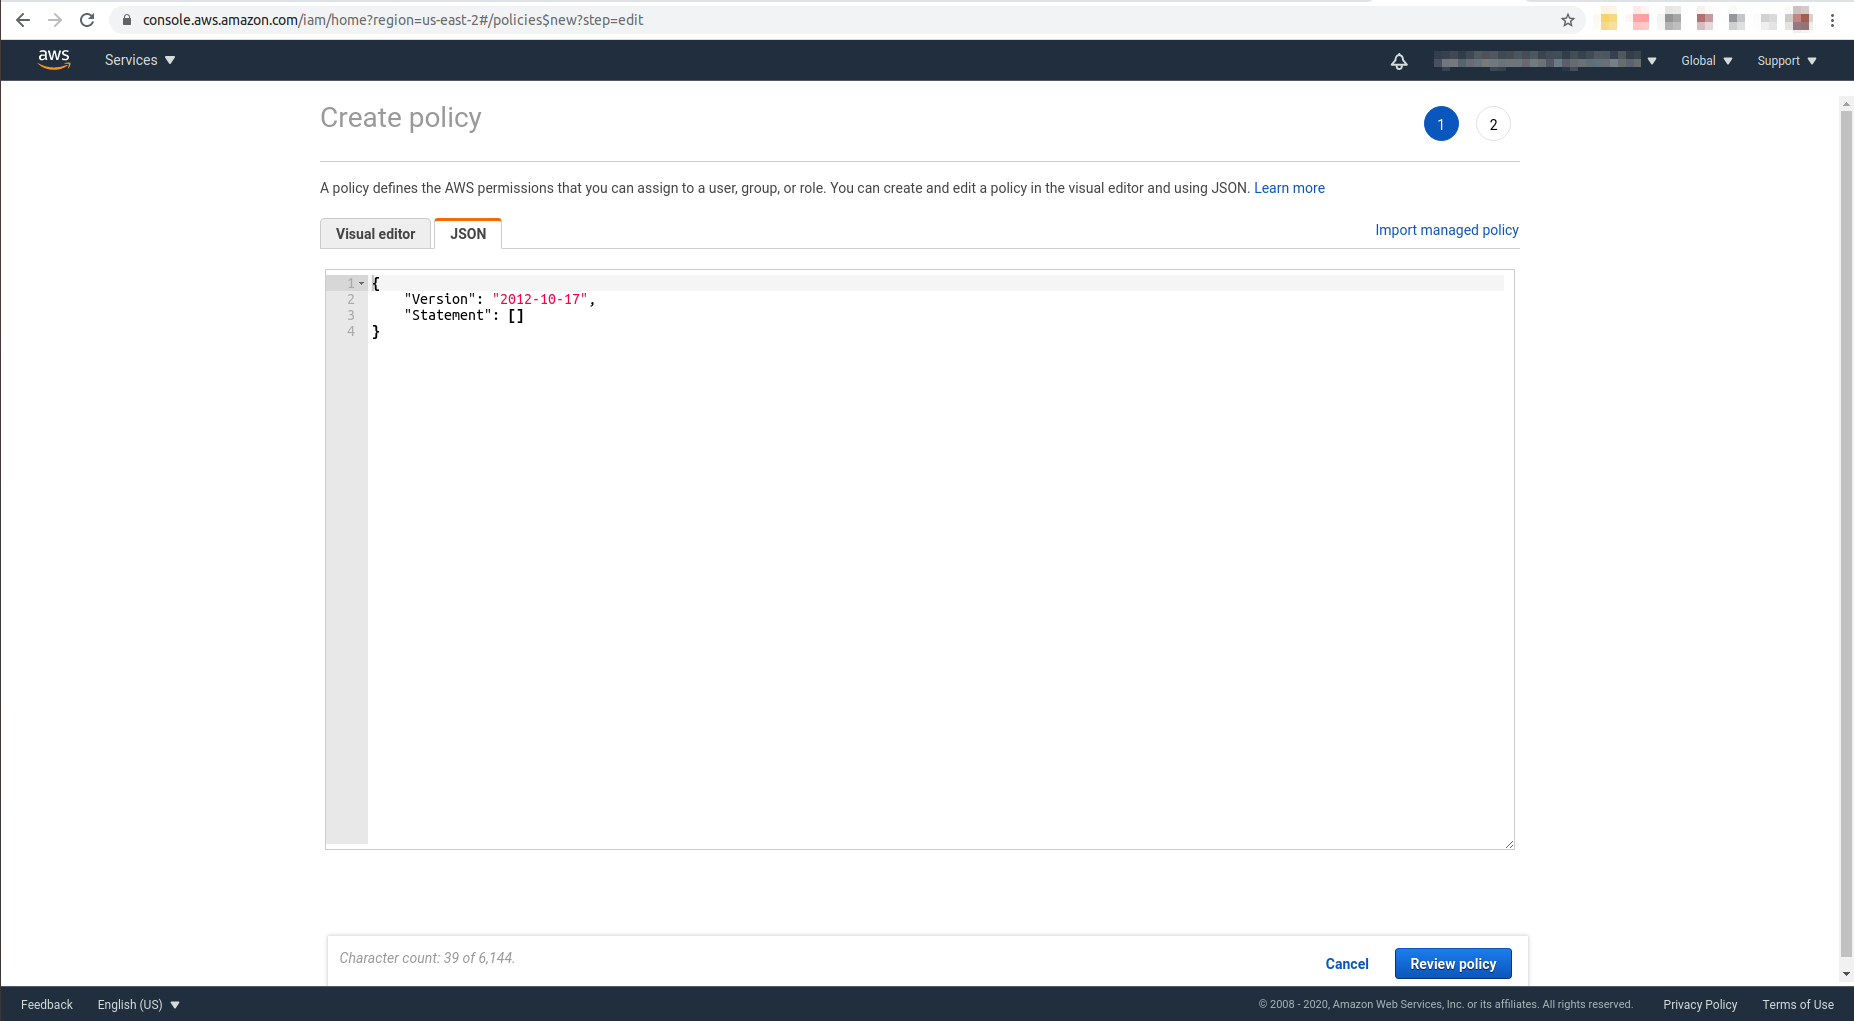 console.aws.amazon.com/iam/home?region=us-east-2#/policies$new?step=edit
aws Services Global Support
Create policy 1 2
A policy defines the AWS permissions that you can assign to a user, group, or role. You can create and edit a policy in the visual editor and using JSON. Learn more
Visual editor JSON Import managed policy
1 {
2 "Version": "2012-10-17",
3 "Statement": []
4 }
Character count: 39 of 6,144. Cancel Review policy
Feedback English (US) © 2008 - 2020, Amazon Web Services, Inc. or its affiliates. All rights reserved. Privacy Policy Terms of Use